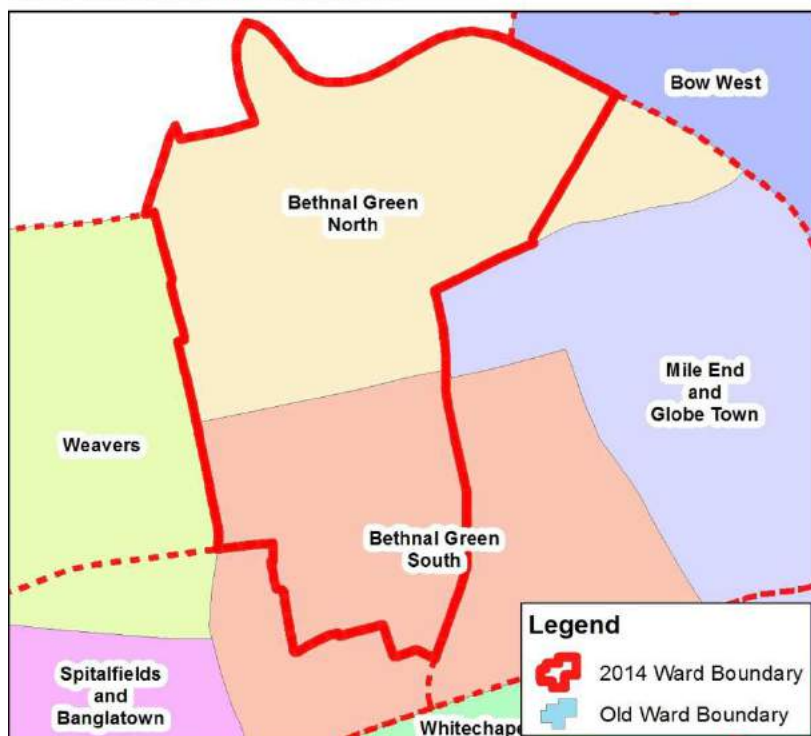 Bow West
Bethnal Green
North
Mile End
and
Globe Town
Weavers
Bethnal Green
South
Spitalfields
and
Banglatown
Whitechape
Legend
2014 Ward Boundary
Old Ward Boundary